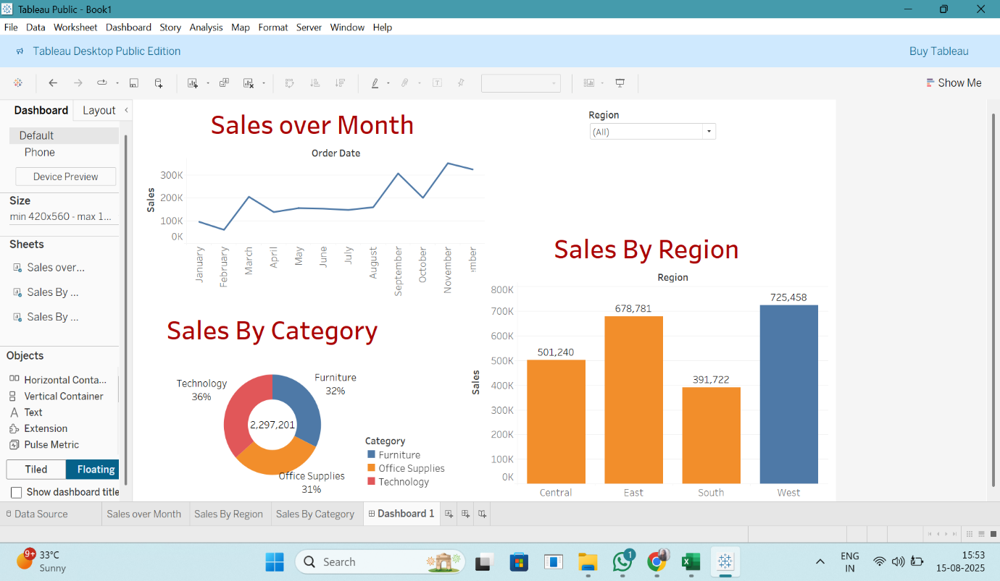 Tableau Public - Book1
File Data Worksheet Dashboard Story Analysis Map Format Server Window Help
Tableau Desktop Public Edition
Buy Tableau
Show Me
Dashboard Layout
Default
Phone
Device Preview
Size
min 420x560 - max 1...
Sheets
Sales over...
Sales By ...
Sales By ...
Objects
Horizontal Conta...
Vertical Container
Text
Extension
Pulse Metric
Tiled Floating
Show dashboard title
Sales over Month
Order Date
Sales
300K
200K
100K
0K
January
February
March
April
May
June
July
August
September
October
November
Region
(All)
Sales By Category
Technology
36%
Furniture
32%
2,297,201
Office Supplies
31%
Category
Furniture
Office Supplies
Technology
Sales By Region
Region
Sales
800K
700K
600K
500K
400K
300K
200K
100K
0K
501,240
678,781
391,722
725,458
Central East South West
Data Source Sales over Month Sales By Region Sales By Category Dashboard 1
9+
33°C
Sunny
Search
1
ENG
IN
15:53
15-08-2025